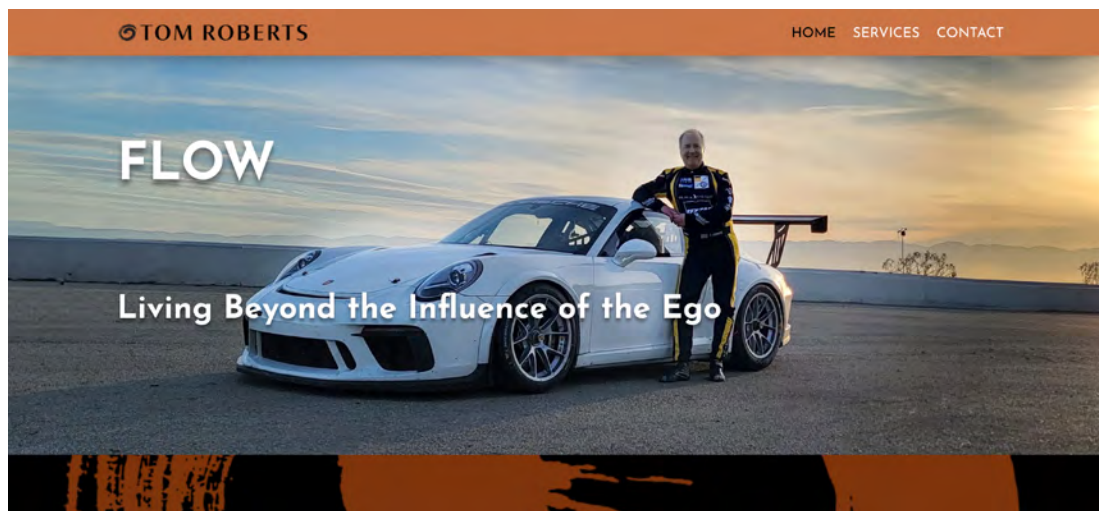 TOM ROBERTS
HOME SERVICES CONTACT
FLOW
Living Beyond the Influence of the Ego